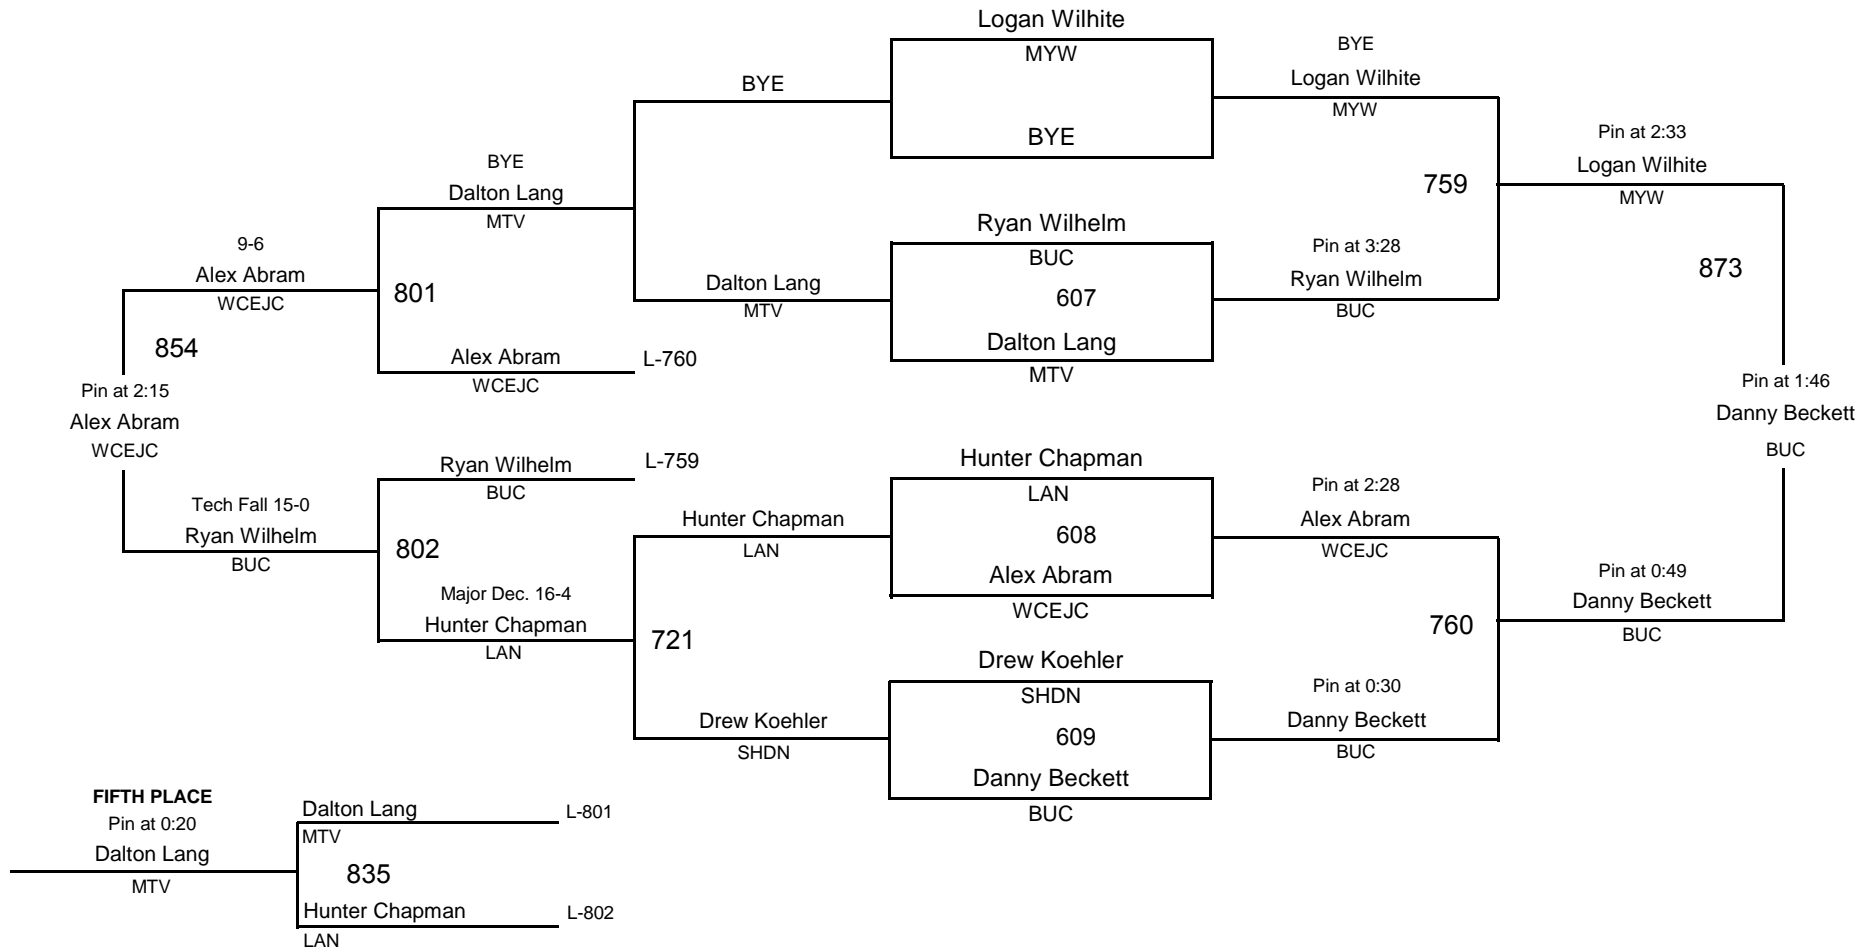 Logan Wilhite
MYW
BYE
BYE
Logan Wilhite
MYW
BYE
Pin at 2:33
Logan Wilhite
MYW
BYE
Dalton Lang
MTV
759
Ryan Wilhelm
BUC
607
Dalton Lang
MTV
Pin at 3:28
Ryan Wilhelm
BUC
873
9-6
Alex Abram
WCEJC
801
Dalton Lang
MTV
854
Alex Abram
WCEJC
L-760
Pin at 2:15
Alex Abram
WCEJC
Pin at 1:46
Danny Beckett
BUC
Ryan Wilhelm
BUC
L-759
Hunter Chapman
LAN
608
Alex Abram
WCEJC
Pin at 2:28
Alex Abram
WCEJC
Tech Fall 15-0
Ryan Wilhelm
BUC
802
Hunter Chapman
LAN
Major Dec. 16-4
Hunter Chapman
LAN
721
760
Pin at 0:49
Danny Beckett
BUC
Drew Koehler
SHDN
609
Danny Beckett
BUC
Pin at 0:30
Danny Beckett
BUC
Drew Koehler
SHDN
FIFTH PLACE
Pin at 0:20
Dalton Lang
MTV
Dalton Lang
MTV
L-801
835
Hunter Chapman
LAN
L-802